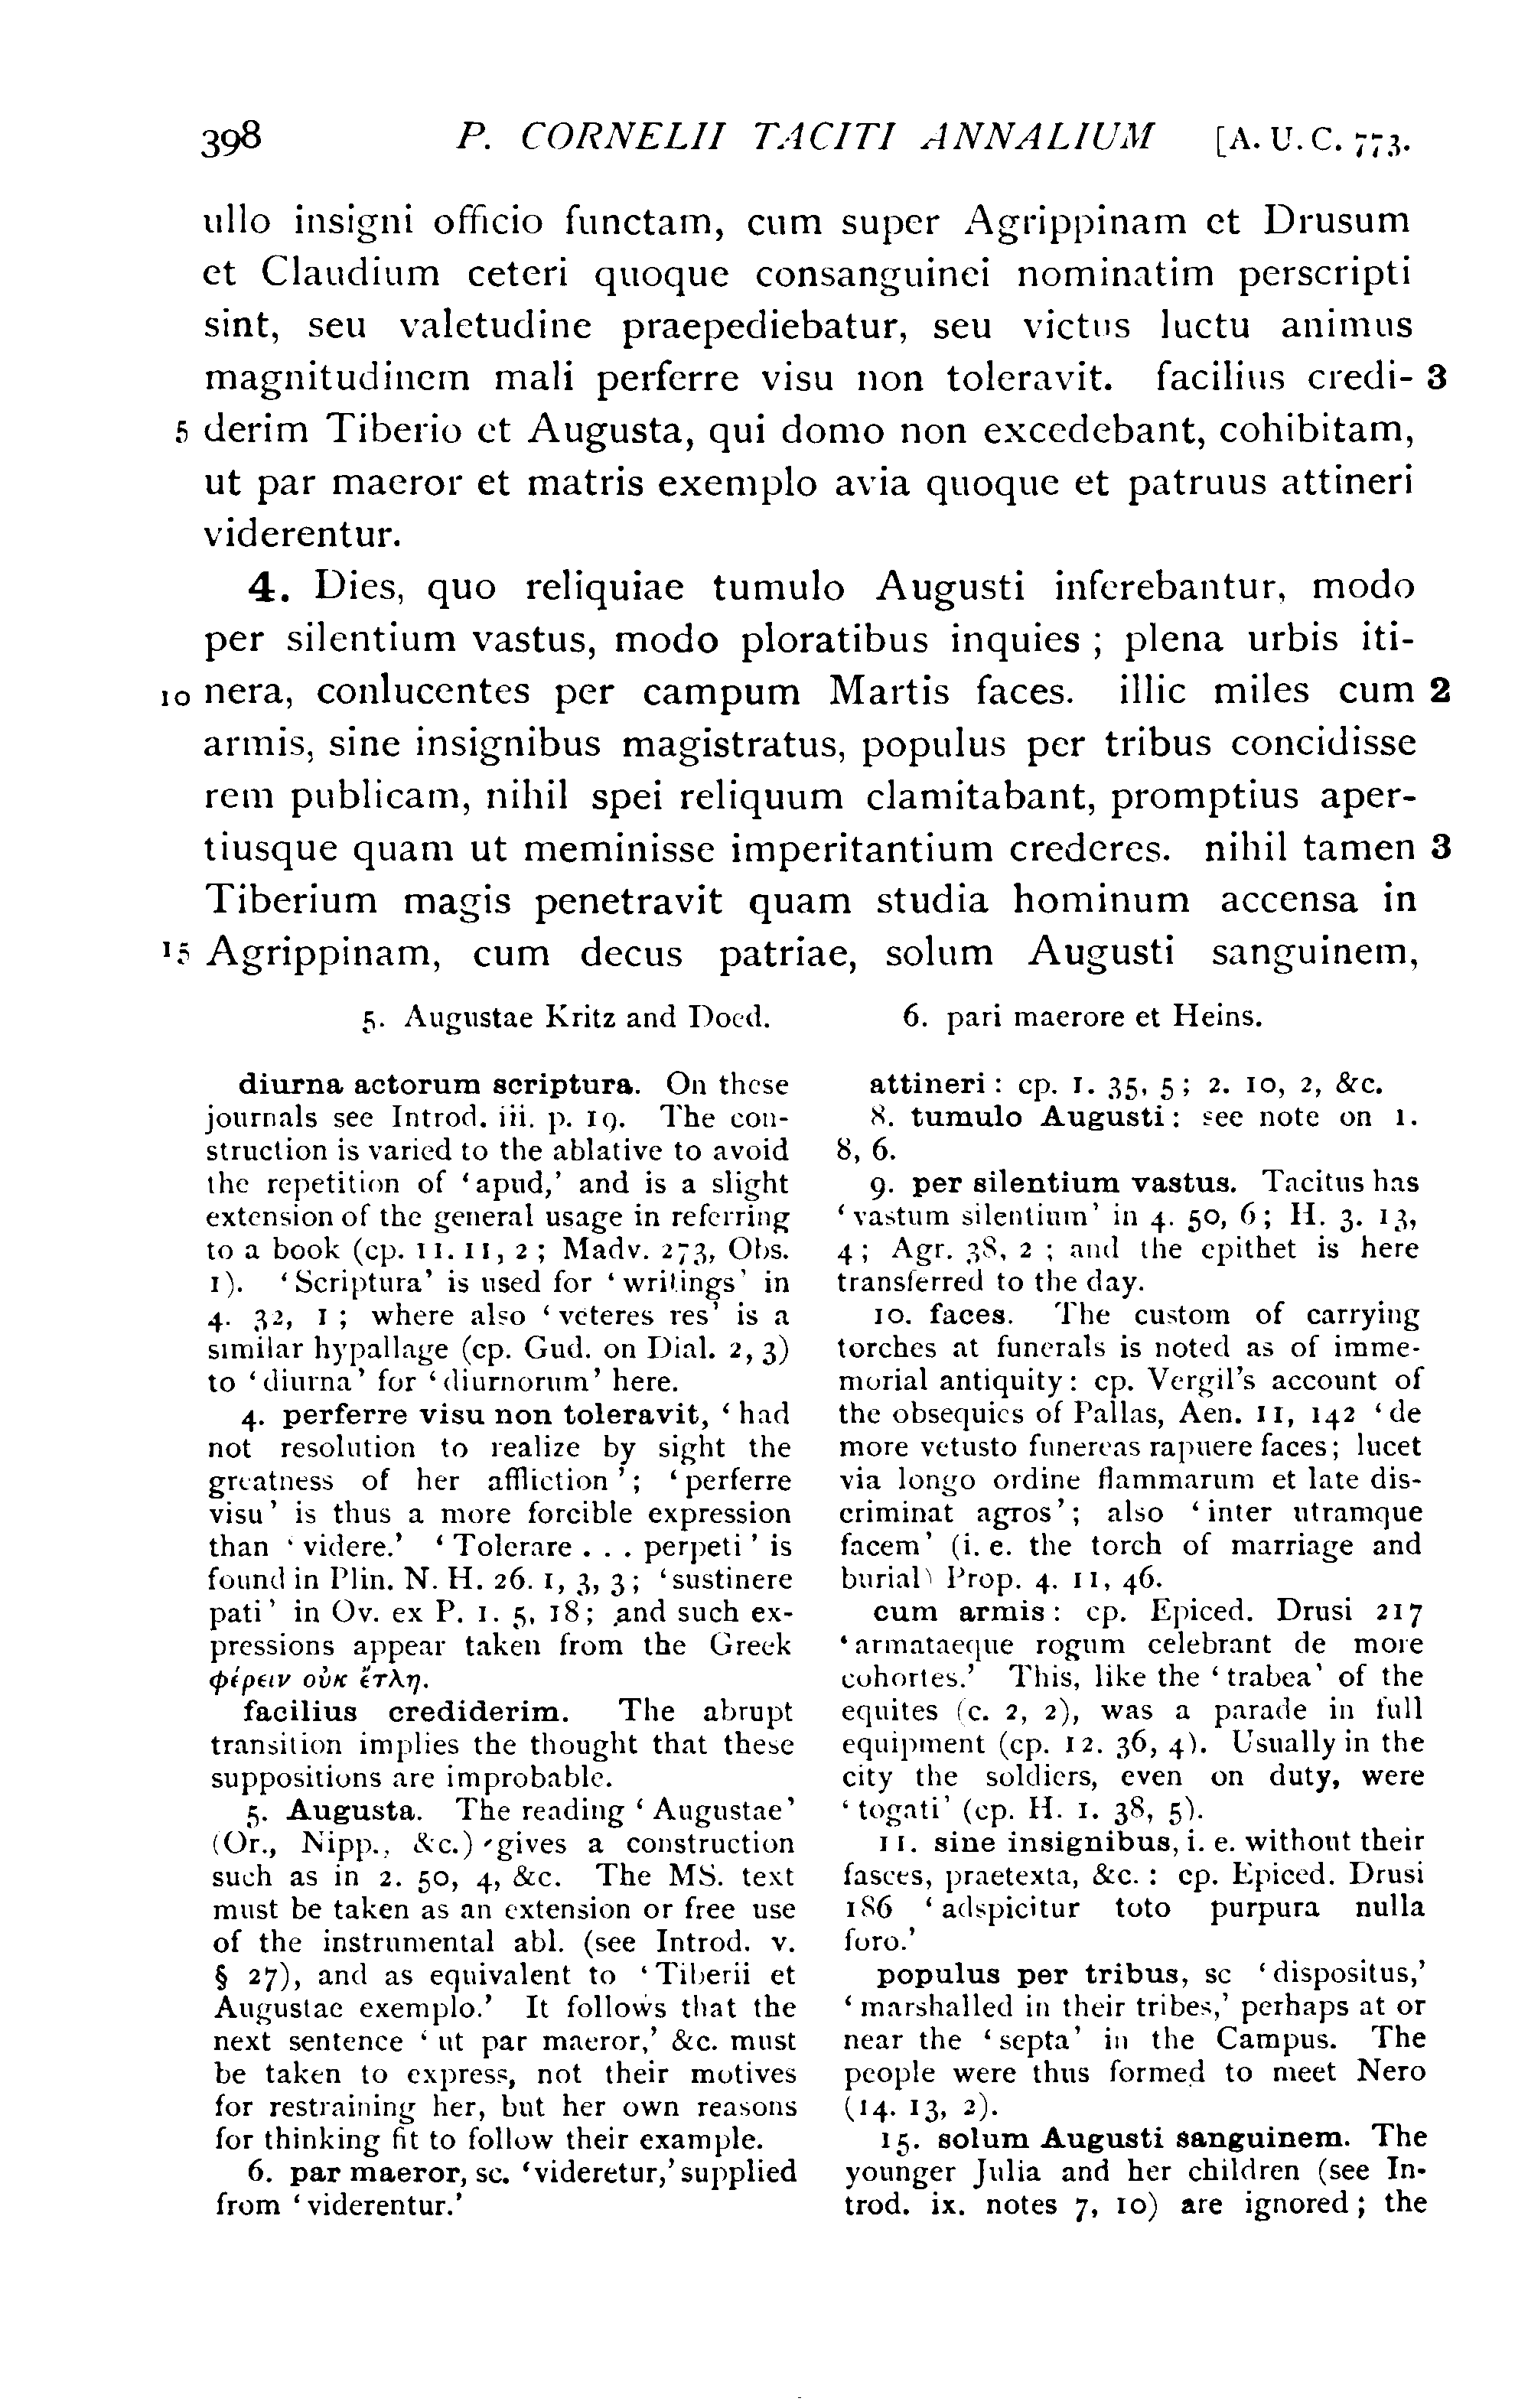 398 P. CORNELII TACITI ANNALIUM [A. U. C. 773.
ullo insigni officio functam, cum super Agrippinam et Drusum
et Claudium ceteri quoque consanguinei nominatim perscripti
sint, seu valetudine praepediebatur, seu victus luctu animus
magnitudinem mali perferre visu non toleravit. facilius credi- 3
5 derim Tiberio et Augusta, qui domo non excedebant, cohibitam,
ut par maeror et matris exemplo avia quoque et patruus attineri
viderentur.
4. Dies, quo reliquiae tumulo Augusti inferebantur, modo
per silentium vastus, modo ploratibus inquies ; plena urbis iti-
10 nera, conlucentes per campum Martis faces. illic miles cum 2
armis, sine insignibus magistratus, populus per tribus concidisse
rem publicam, nihil spei reliquum clamitabant, promptius aper-
tiusque quam ut meminisse imperitantium crederes. nihil tamen 3
Tiberium magis penetravit quam studia hominum accensa in
15 Agrippinam, cum decus patriae, solum Augusti sanguinem,
5. Augustae Kritz and Doed. 6. pari maerore et Heins.
diurna actorum scriptura. On these
journals see Introd. iii. p. 19. The con-
struction is varied to the ablative to avoid
the repetition of ‘apud,’ and is a slight
extension of the general usage in referring
to a book (cp. 11. 11, 2 ; Madv. 273, Obs.
1). ‘Scriptura’ is used for ‘writings’ in
4. 32, 1 ; where also ‘veteres res’ is a
similar hypallage (cp. Gud. on Dial. 2, 3)
to ‘diurna’ for ‘diurnorum’ here.
4. perferre visu non toleravit, ‘had
not resolution to realize by sight the
greatness of her affliction’; ‘perferre
visu’ is thus a more forcible expression
than ‘videre.’ ‘Tolerare . . . perpeti’ is
found in Plin. N. H. 26. 1, 3, 3; ‘sustinere
pati’ in Ov. ex P. 1. 5, 18; and such ex-
pressions appear taken from the Greek
φέρειν οὐκ ἔτλη.
facilius crediderim. The abrupt
transition implies the thought that these
suppositions are improbable.
5. Augusta. The reading ‘Augustae’
(Or., Nipp., &c.) gives a construction
such as in 2. 50, 4, &c. The MS. text
must be taken as an extension or free use
of the instrumental abl. (see Introd. v.
§ 27), and as equivalent to ‘Tiberii et
Augustae exemplo.’ It follows that the
next sentence ‘ut par maeror,’ &c. must
be taken to express, not their motives
for restraining her, but her own reasons
for thinking fit to follow their example.
6. par maeror, sc. ‘videretur,’ supplied
from ‘viderentur.’
attineri : cp. 1. 35, 5 ; 2. 10, 2, &c.
8. tumulo Augusti : see note on 1.
8, 6.
9. per silentium vastus. Tacitus has
‘vastum silentium’ in 4. 50, 6; H. 3. 13,
4 ; Agr. 38, 2 ; and the epithet is here
transferred to the day.
10. faces. The custom of carrying
torches at funerals is noted as of imme-
morial antiquity : cp. Vergil’s account of
the obsequies of Pallas, Aen. 11, 142 ‘de
more vetusto funereas rapuere faces; lucet
via longo ordine flammarum et late dis-
criminat agros’; also ‘inter utramque
facem’ (i. e. the torch of marriage and
burial) Prop. 4. 11, 46.
cum armis : cp. Epiced. Drusi 217
‘armataeque rogum celebrant de more
cohortes.’ This, like the ‘trabea’ of the
equites (c. 2, 2), was a parade in full
equipment (cp. 12. 36, 4). Usually in the
city the soldiers, even on duty, were
‘togati’ (cp. H. 1. 38, 5).
11. sine insignibus, i. e. without their
fasces, praetexta, &c. : cp. Epiced. Drusi
186 ‘adspicitur toto purpura nulla
foro.’
populus per tribus, sc ‘dispositus,’
‘marshalled in their tribes,’ perhaps at or
near the ‘septa’ in the Campus. The
people were thus formed to meet Nero
(14. 13, 2).
15. solum Augusti sanguinem. The
younger Julia and her children (see In-
trod. ix. notes 7, 10) are ignored ; the